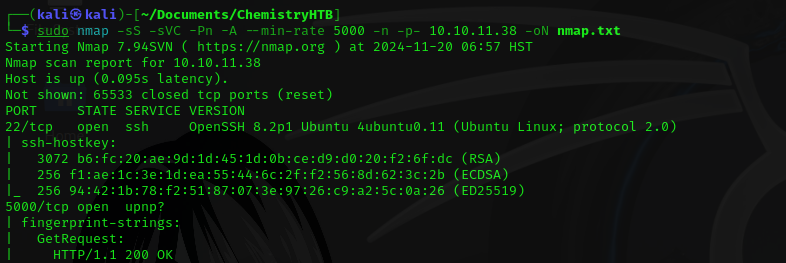 ┌──(kali㉿kali)-[~/Documents/ChemistryHTB]
└─$ sudo nmap -sS -sVC -Pn -A --min-rate 5000 -n -p- 10.10.11.38 -oN nmap.txt
Starting Nmap 7.94SVN ( https://nmap.org ) at 2024-11-20 06:57 HST
Nmap scan report for 10.10.11.38
Host is up (0.095s latency).
Not shown: 65533 closed tcp ports (reset)
PORT     STATE SERVICE VERSION
22/tcp   open  ssh     OpenSSH 8.2p1 Ubuntu 4ubuntu0.11 (Ubuntu Linux; protocol 2.0)
| ssh-hostkey:
|   3072 b6:fc:20:ae:9d:1d:45:1d:0b:ce:d9:d0:20:f2:6f:dc (RSA)
|   256 f1:ae:1c:3e:1d:ea:55:44:6c:2f:f2:56:8d:62:3c:2b (ECDSA)
|_  256 94:42:1b:78:f2:51:87:07:3e:97:26:c9:a2:5c:0a:26 (ED25519)
5000/tcp open  upnp?
| fingerprint-strings:
|   GetRequest:
|     HTTP/1.1 200 OK